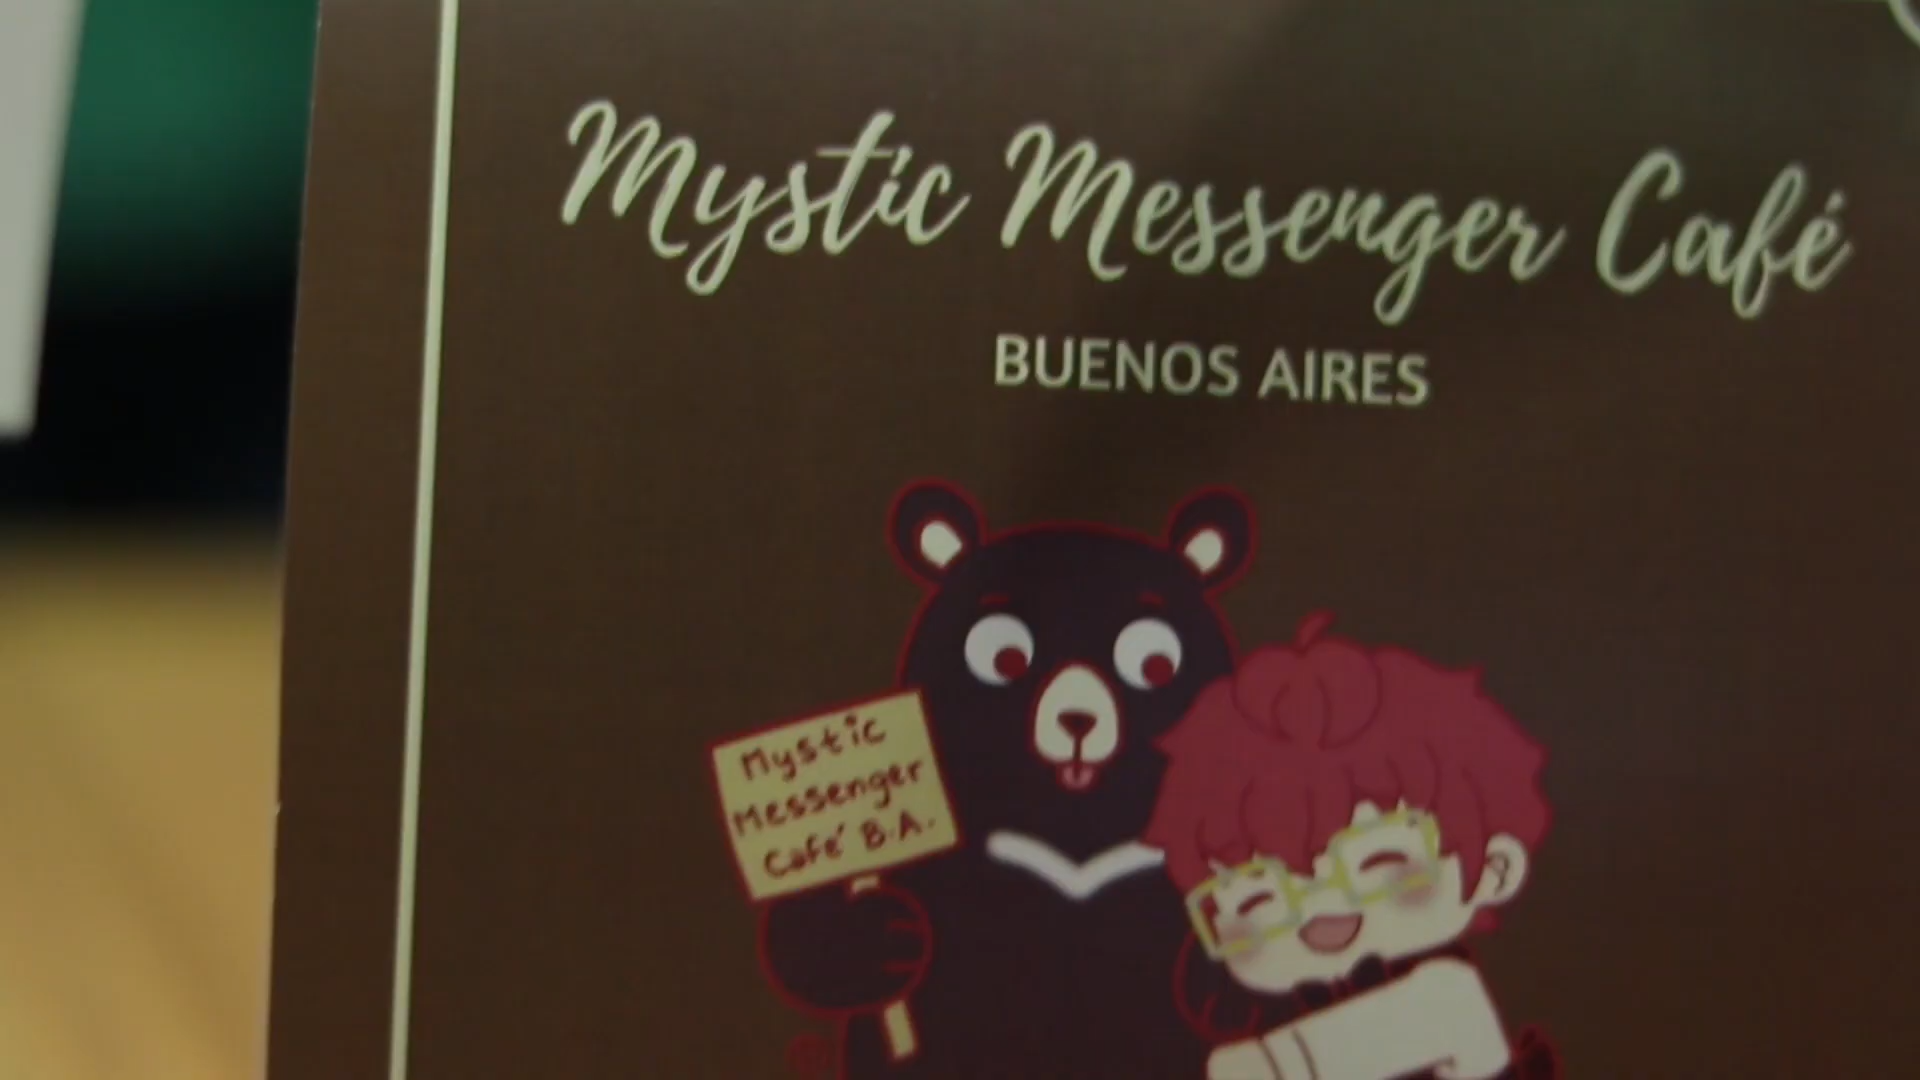 Mystic Messenger Café
BUENOS AIRES
Mystic
Messenger
Café B.A.